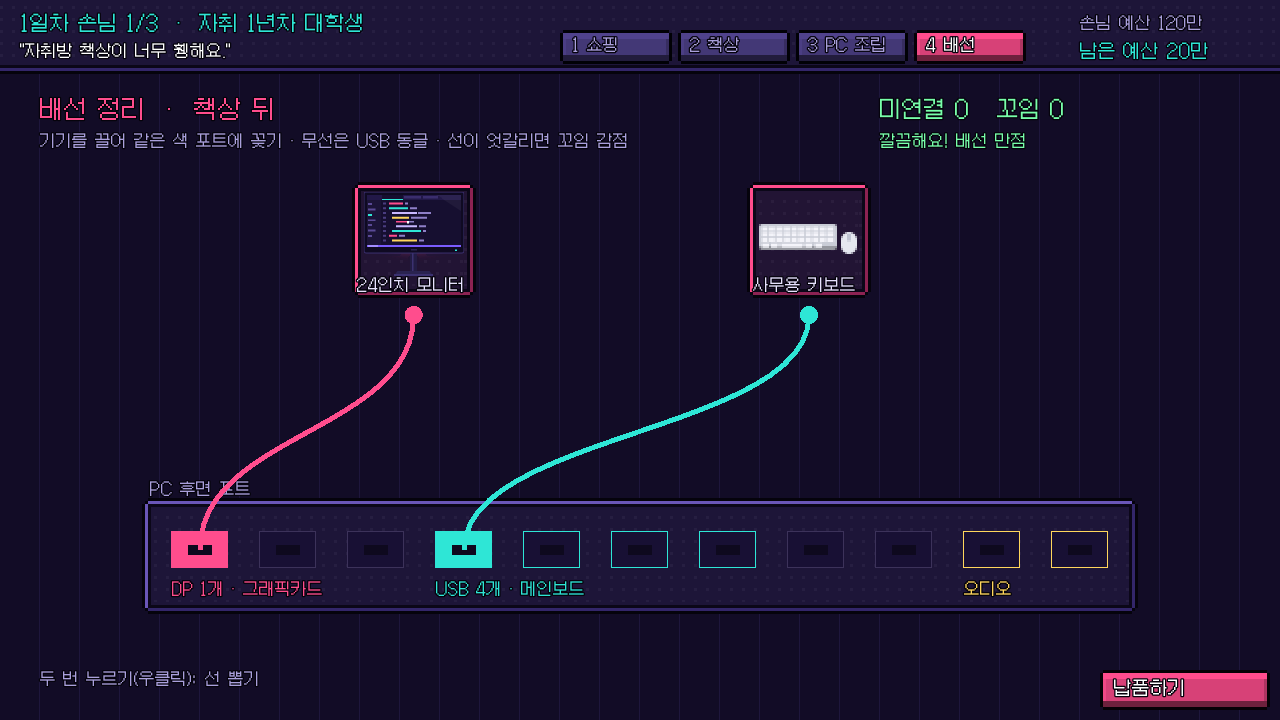 1일차 손님 1/3 · 자취 1년차 대학생
"자취방 책상이 너무 휑해요."
1 쇼핑
2 책상
3 PC 조립
4 배선
손님 예산 120만
남은 예산 20만
배선 정리 · 책상 뒤
기기를 끌어 같은 색 포트에 꽂기 · 무선은 USB 동글 · 선이 엇갈리면 꼬임 감점
미연결 0 꼬임 0
깔끔해요! 배선 만점
24인치 모니터
사무용 키보드
PC 후면 포트
DP 1개 · 그래픽카드
USB 4개 · 메인보드
오디오
두 번 누르기(우클릭): 선 뽑기
납품하기